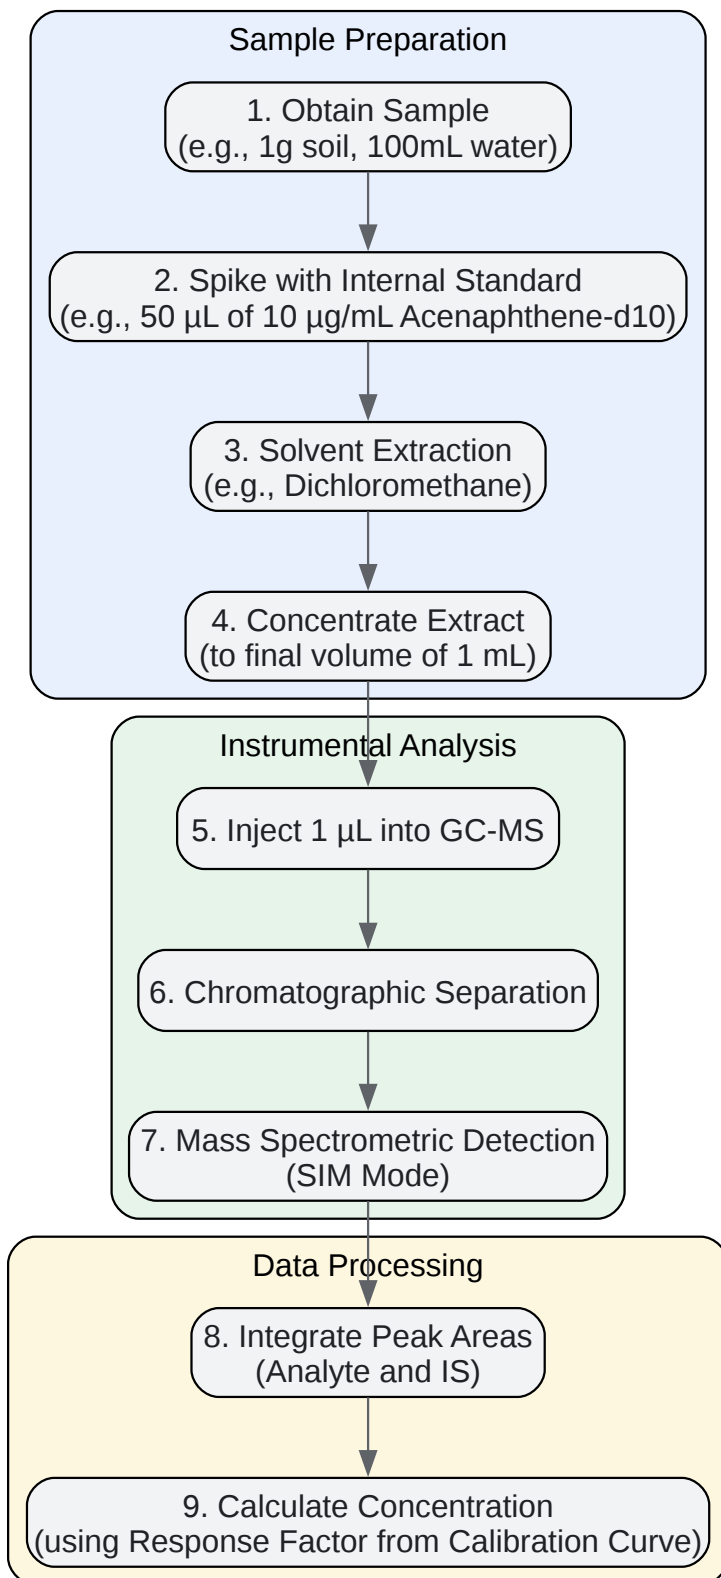 Sample Preparation
1. Obtain Sample
(e.g., 1g soil, 100mL water)
2. Spike with Internal Standard
(e.g., 50 µL of 10 µg/mL Acenaphthene-d10)
3. Solvent Extraction
(e.g., Dichloromethane)
4. Concentrate Extract
(to final volume of 1 mL)
Instrumental Analysis
5. Inject 1 µL into GC-MS
6. Chromatographic Separation
7. Mass Spectrometric Detection
(SIM Mode)
Data Processing
8. Integrate Peak Areas
(Analyte and IS)
9. Calculate Concentration
(using Response Factor from Calibration Curve)